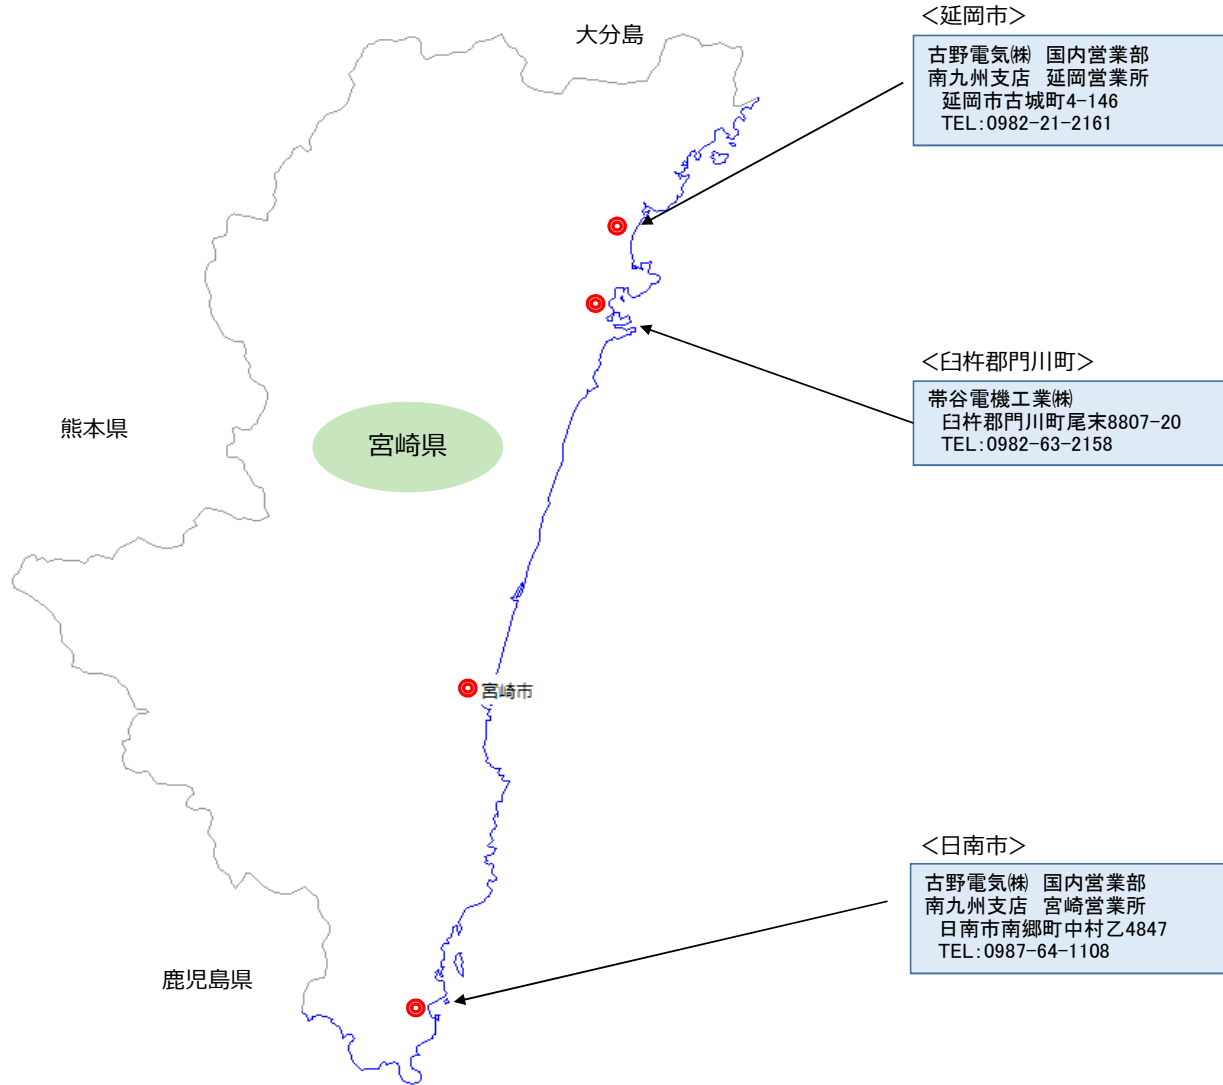 大分島
<延岡市>
古野電気㈱ 国内営業部
南九州支店 延岡営業所
延岡市古城町4-146
TEL:0982-21-2161
<臼杵郡門川町>
帯谷電機工業㈱
臼杵郡門川町尾末8807-20
TEL:0982-63-2158
熊本県
宮崎県
宮崎市
<日南市>
古野電気㈱ 国内営業部
南九州支店 宮崎営業所
日南市南郷町中村乙4847
TEL:0987-64-1108
鹿児島県